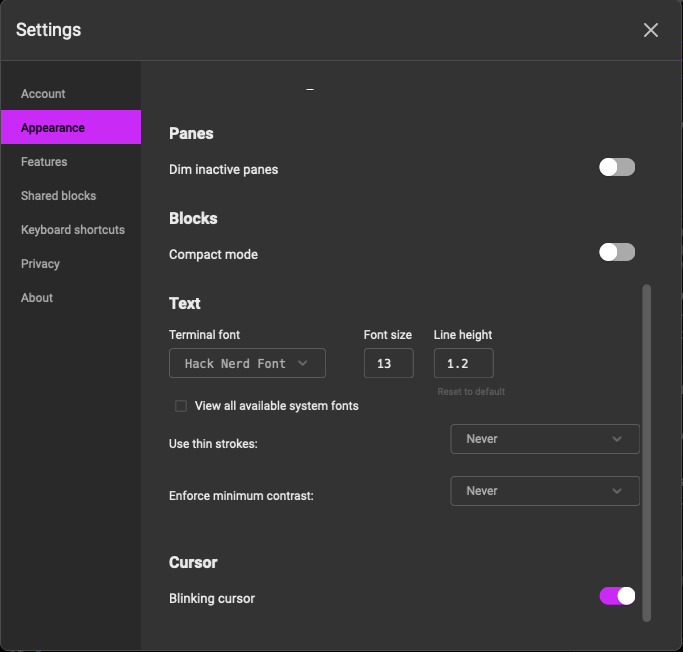 Settings
Account
Appearance
Features
Shared blocks
Keyboard shortcuts
Privacy
About
Panes
Dim inactive panes
Blocks
Compact mode
Text
Terminal font Font size Line height
Hack Nerd Font 13 1.2
Reset to default
View all available system fonts
Use thin strokes: Never
Enforce minimum contrast: Never
Cursor
Blinking cursor